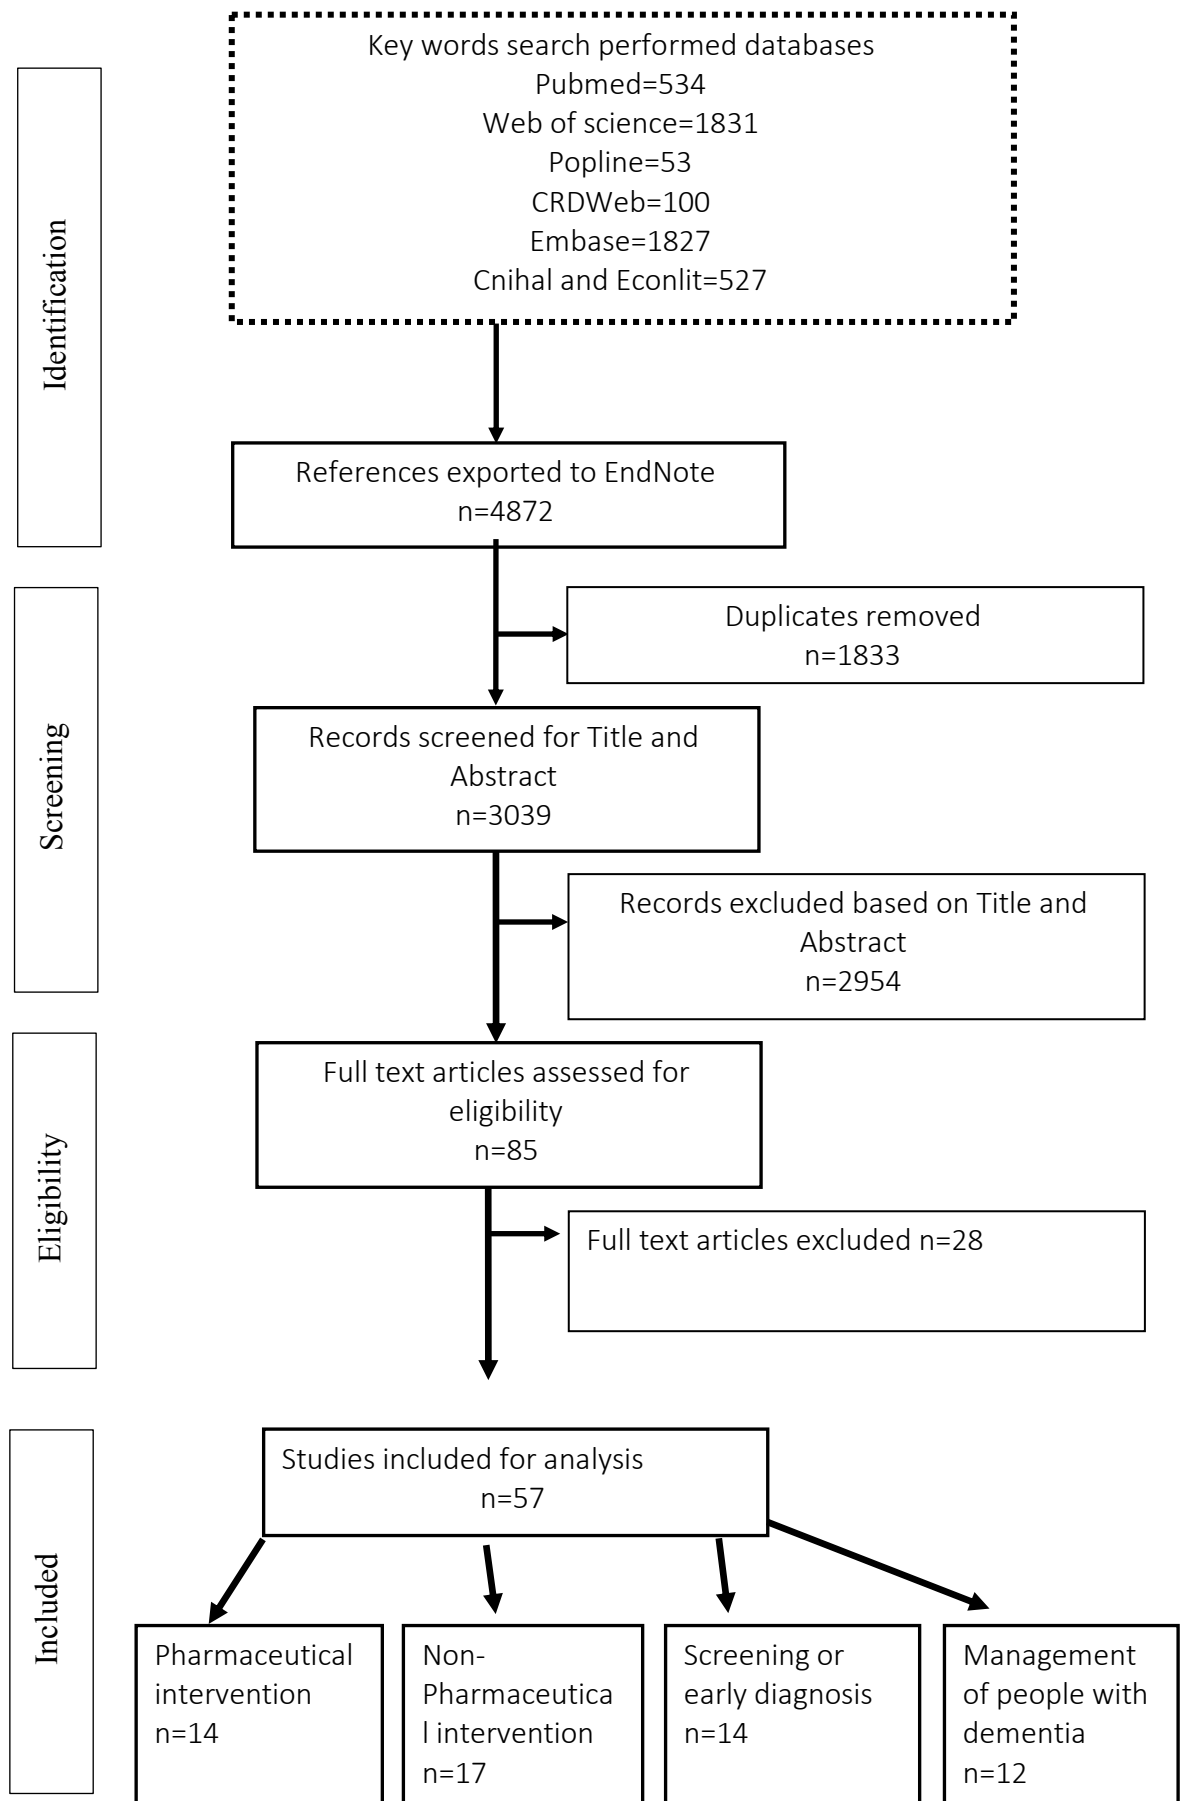 Key words search performed databases
Pubmed=534
Web of science=1831
Popline=53
CRDWeb=100
Embase=1827
Cnihal and Econlit=527
Identification
References exported to EndNote
n=4872
Duplicates removed
n=1833
Records screened for Title and
Abstract
n=3039
Screening
Records excluded based on Title and
Abstract
n=2954
Full text articles assessed for
eligibility
n=85
Eligibility
Full text articles excluded n=28
Studies included for analysis
n=57
Included
Pharmaceutical
intervention
n=14
Non-
Pharmaceutica
l intervention
n=17
Screening or
early diagnosis
n=14
Management
of people with
dementia
n=12